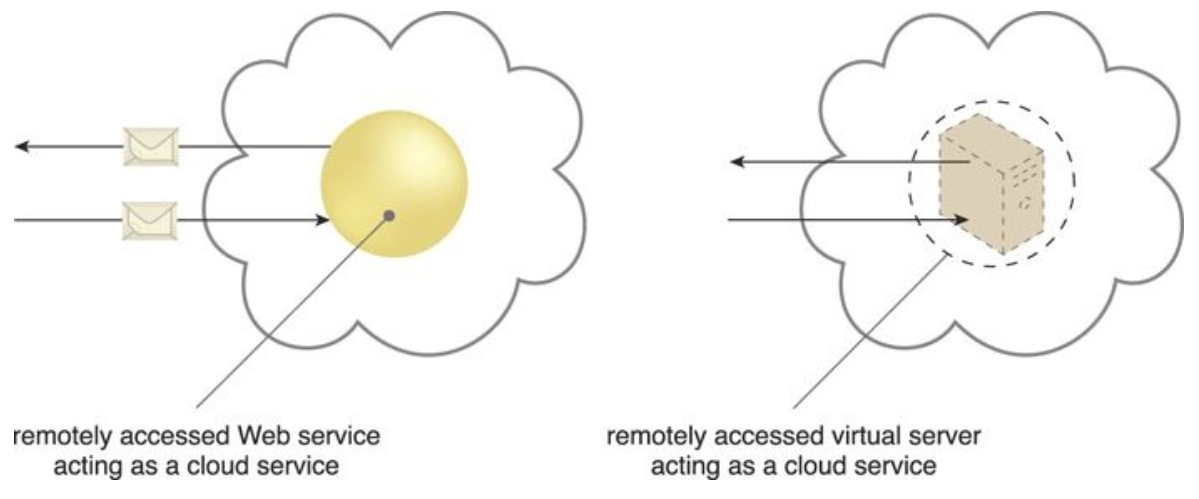 remotely accessed Web service
acting as a cloud service
remotely accessed virtual server
acting as a cloud service